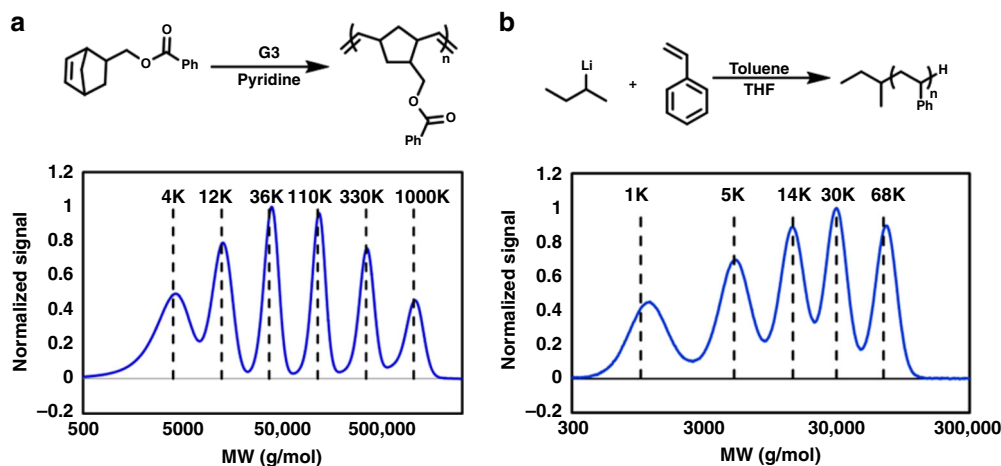 a
O
O
Ph
G3
Pyridine
n
O
O
Ph
1.2
1
0.8
0.6
0.4
0.2
0
–0.2
Normalized signal
4K 12K 36K 110K 330K 1000K
500 5000 50,000 500,000
MW (g/mol)
b
Li
+
Toluene
THF
H
n
Ph
1.2
1
0.8
0.6
0.4
0.2
0
–0.2
Normalized signal
1K 5K 14K 30K 68K
300 3000 30,000 300,000
MW (g/mol)